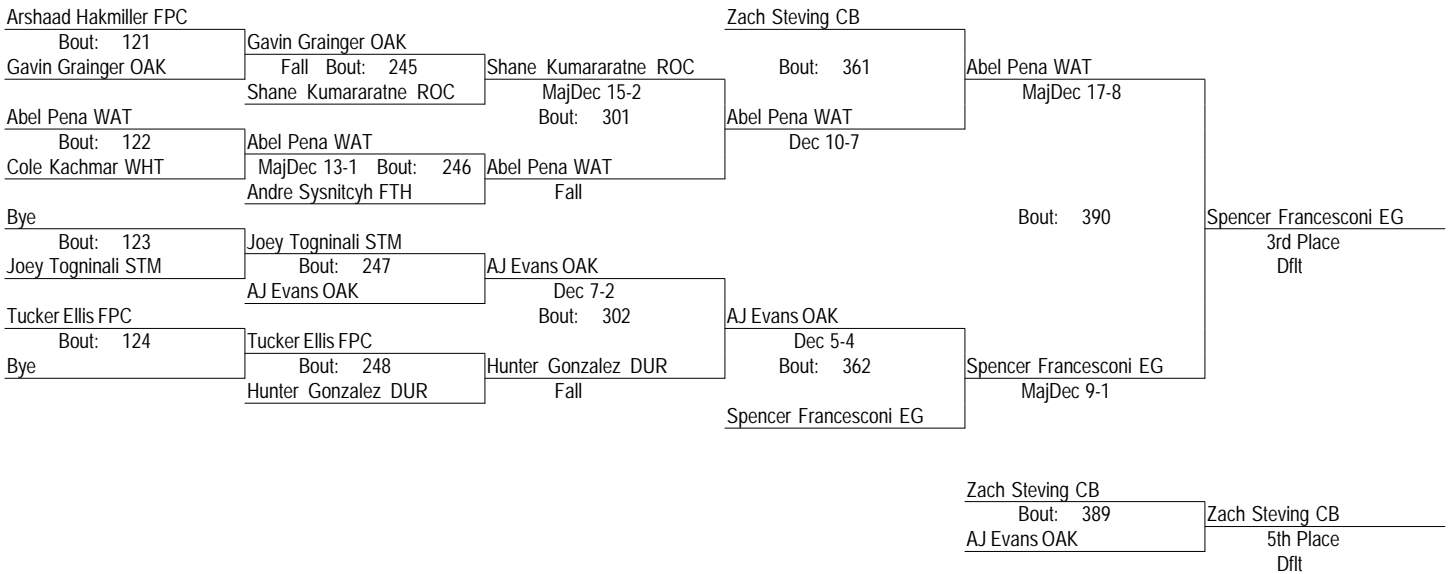 Arshaad Hakmiller FPC
Zach Steving CB
Bout: 121
Gavin Grainger OAK
Gavin Grainger OAK
Fall Bout: 245
Shane Kumararatne ROC
Bout: 361
Abel Pena WAT
Shane Kumararatne ROC
MajDec 15-2
MajDec 17-8
Abel Pena WAT
Bout: 301
Abel Pena WAT
Bout: 122
Abel Pena WAT
Dec 10-7
Cole Kachmar WHT
MajDec 13-1 Bout: 246
Abel Pena WAT
Andre Sysnitcyh FTH
Fall
Bye
Bout: 390
Spencer Francesconi EG
Bout: 123
Joey Togninali STM
3rd Place
Joey Togninali STM
Bout: 247
AJ Evans OAK
Dflt
AJ Evans OAK
Dec 7-2
Tucker Ellis FPC
Bout: 302
AJ Evans OAK
Bout: 124
Tucker Ellis FPC
Dec 5-4
Bye
Bout: 248
Hunter Gonzalez DUR
Bout: 362
Spencer Francesconi EG
Hunter Gonzalez DUR
Fall
MajDec 9-1
Spencer Francesconi EG
Zach Steving CB
Bout: 389
Zach Steving CB
AJ Evans OAK
5th Place
Dflt